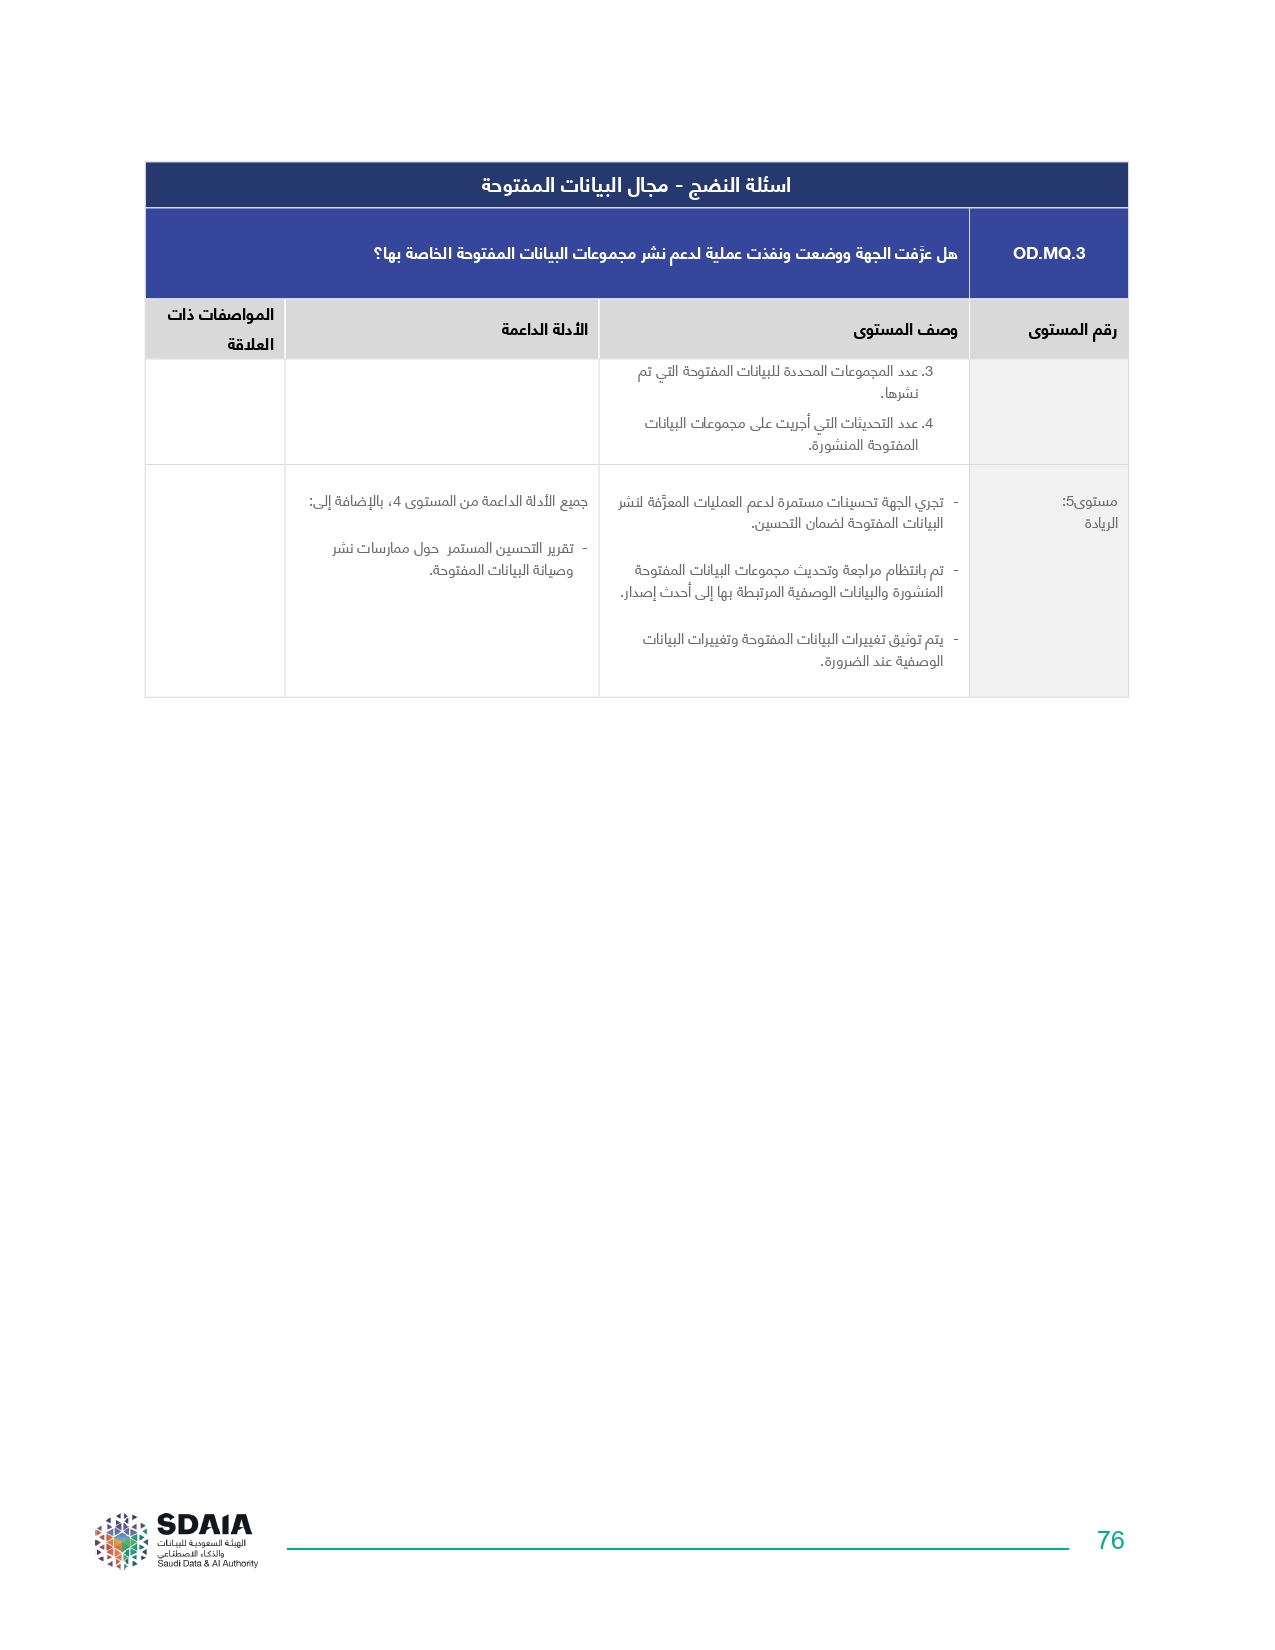 اسئلة النضج - مجال البيانات المفتوحة
OD.MQ.3
هل عرَّفت الجهة ووضعت ونفذت عملية لدعم نشر مجموعات البيانات المفتوحة الخاصة بها؟
رقم المستوى
وصف المستوى
الأدلة الداعمة
المواصفات ذات
العلاقة
3. عدد المجموعات المحددة للبيانات المفتوحة التي تم
نشرها.
4. عدد التحديثات التي أجريت على مجموعات البيانات
المفتوحة المنشورة.
مستوى5:
الريادة
- تجري الجهة تحسينات مستمرة لدعم العمليات المعرَّفة لنشر
البيانات المفتوحة لضمان التحسين.
- تم بانتظام مراجعة وتحديث مجموعات البيانات المفتوحة
المنشورة والبيانات الوصفية المرتبطة بها إلى أحدث إصدار.
- يتم توثيق تغييرات البيانات المفتوحة وتغييرات البيانات
الوصفية عند الضرورة.
جميع الأدلة الداعمة من المستوى 4، بالإضافة إلى:
- تقرير التحسين المستمر حول ممارسات نشر
وصيانة البيانات المفتوحة.
SDAIA
الهيئة السعودية للبيانات
والذكاء الاصطناعي
Saudi Data & AI Authority
76